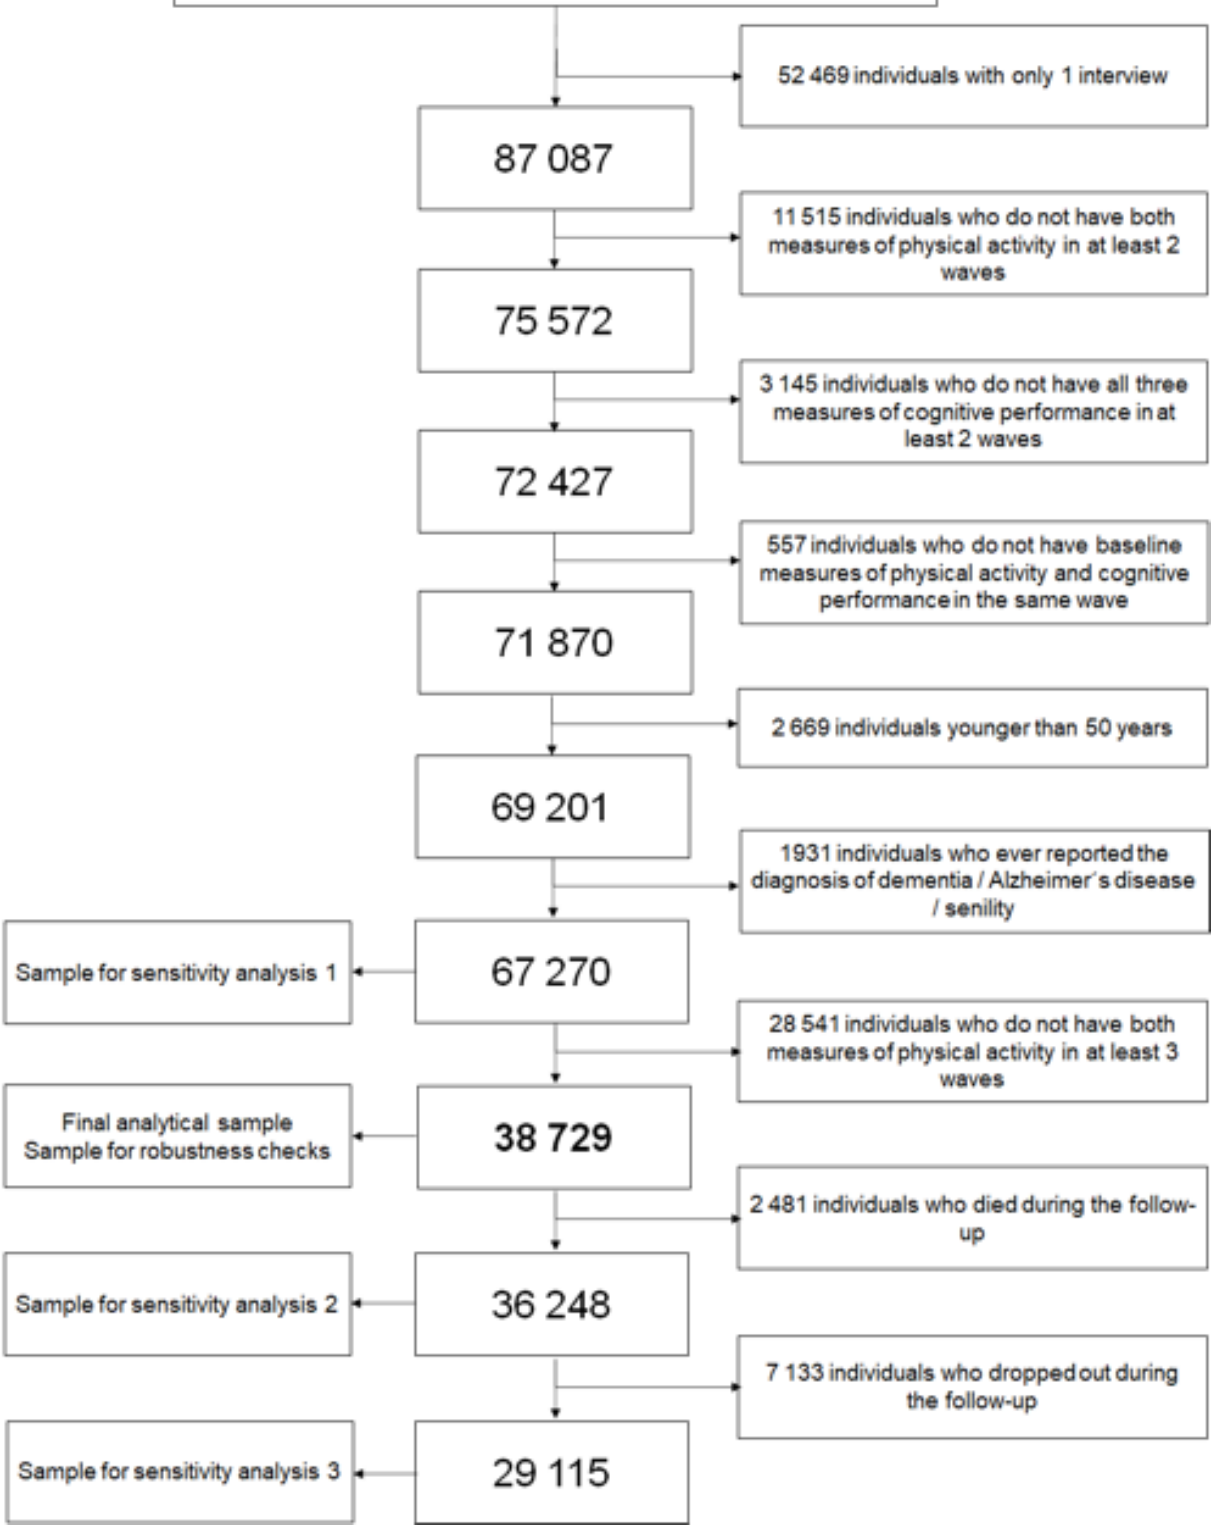 52 469 individuals with only 1 interview
87 087
11 515 individuals who do not have both
measures of physical activity in at least 2
waves
75 572
3 145 individuals who do not have all three
measures of cognitive performance in at
least 2 waves
72 427
557 individuals who do not have baseline
measures of physical activity and cognitive
performance in the same wave
71 870
2 669 individuals younger than 50 years
69 201
1931 individuals who ever reported the
diagnosis of dementia / Alzheimer´s disease
/ senility
Sample for sensitivity analysis 1
67 270
28 541 individuals who do not have both
measures of physical activity in at least 3
waves
Final analytical sample
Sample for robustness checks
38 729
2 481 individuals who died during the follow-
up
Sample for sensitivity analysis 2
36 248
7 133 individuals who dropped out during
the follow-up
Sample for sensitivity analysis 3
29 115